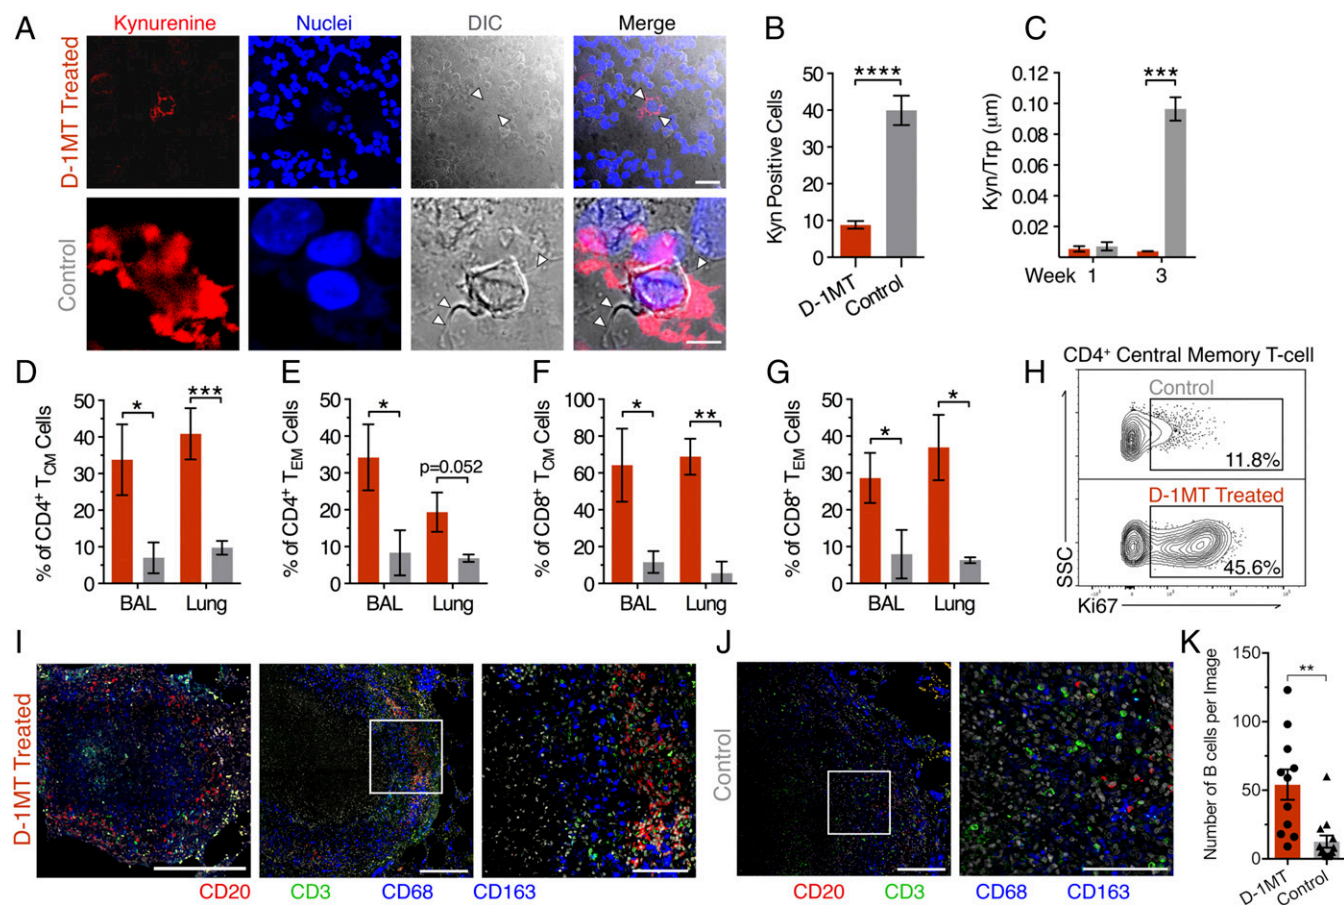 A
Kynurenine
Nuclei
DIC
Merge
D-1MT Treated
Control
B
Kyn Positive Cells
50
40
30
20
10
0
****
D-1MT
Control
C
Kyn/Trp (μm)
0.12
0.10
0.08
0.06
0.04
0.02
***
Week 1 3
D
% of CD4+ TCM Cells
50
40
30
20
10
0
*
***
BAL Lung
E
% of CD4+ TEM Cells
50
40
30
20
10
0
*
p=0.052
BAL Lung
F
% of CD8+ TCM Cells
100
80
60
40
20
0
*
**
BAL Lung
G
% of CD8+ TEM Cells
50
40
30
20
10
0
*
*
BAL Lung
H
CD4+ Central Memory T-cell
Control
11.8%
D-1MT Treated
45.6%
SSC
Ki67
I
D-1MT Treated
CD20 CD3 CD68 CD163
J
Control
CD20 CD3 CD68 CD163
K
Number of B cells per Image
150
100
50
0
**
D-1MT
Control